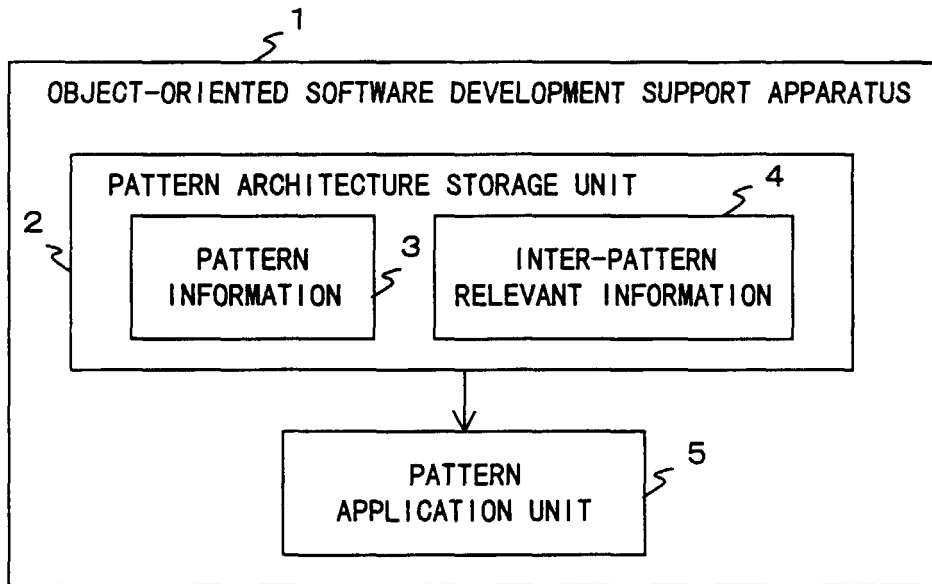 1
OBJECT-ORIENTED SOFTWARE DEVELOPMENT SUPPORT APPARATUS
PATTERN ARCHITECTURE STORAGE UNIT
2
PATTERN
INFORMATION
3
4
INTER-PATTERN
RELEVANT INFORMATION
PATTERN
APPLICATION UNIT
5